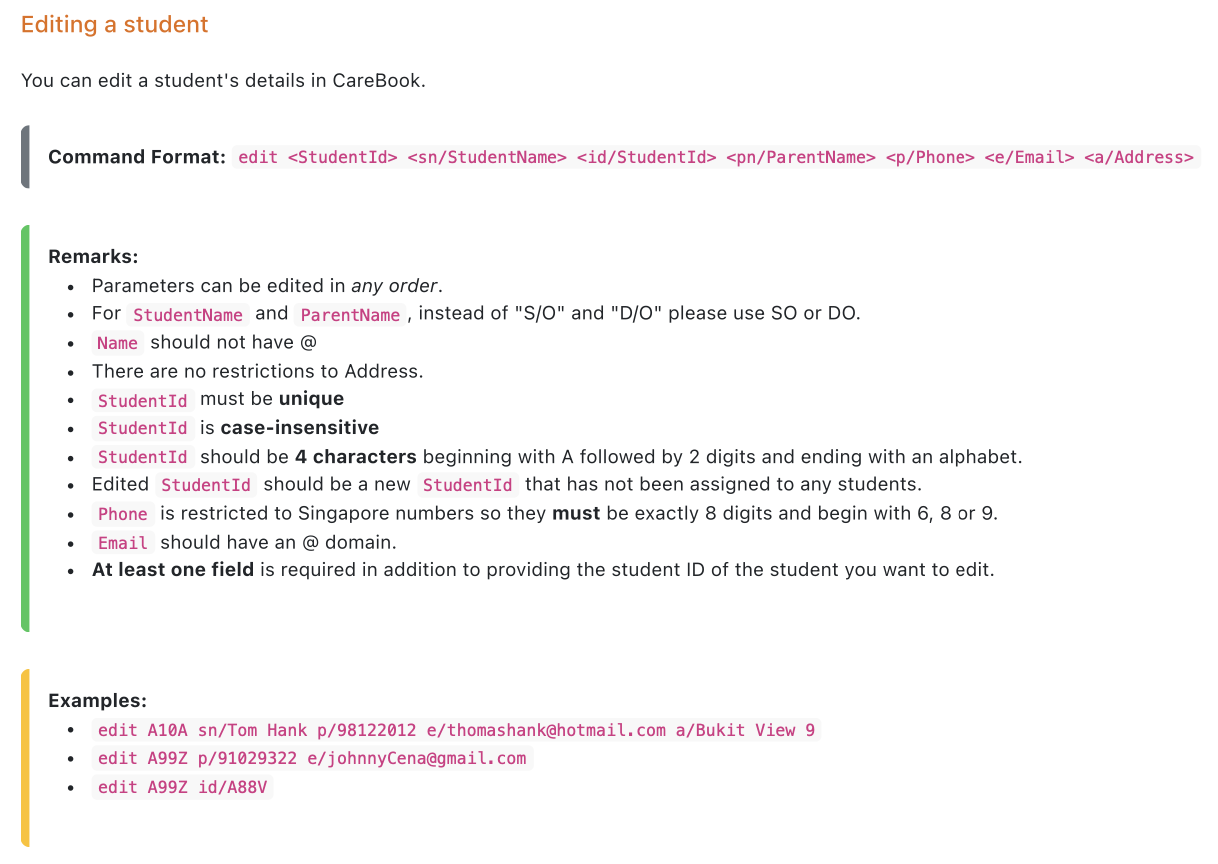 Editing a student
You can edit a student's details in CareBook.
Command Format: edit <StudentId> <sn/StudentName> <id/StudentId> <pn/ParentName> <p/Phone> <e/Email> <a/Address>
Remarks:
• Parameters can be edited in any order.
• For StudentName and ParentName , instead of "S/O" and "D/O" please use SO or DO.
• Name should not have @
• There are no restrictions to Address.
• StudentId must be unique
• StudentId is case-insensitive
• StudentId should be 4 characters beginning with A followed by 2 digits and ending with an alphabet.
• Edited StudentId should be a new StudentId that has not been assigned to any students.
• Phone is restricted to Singapore numbers so they must be exactly 8 digits and begin with 6, 8 or 9.
• Email should have an @ domain.
• At least one field is required in addition to providing the student ID of the student you want to edit.
Examples:
• edit A10A sn/Tom Hank p/98122012 e/thomashank@hotmail.com a/Bukit View 9
• edit A99Z p/91029322 e/johnnyCena@gmail.com
• edit A99Z id/A88V